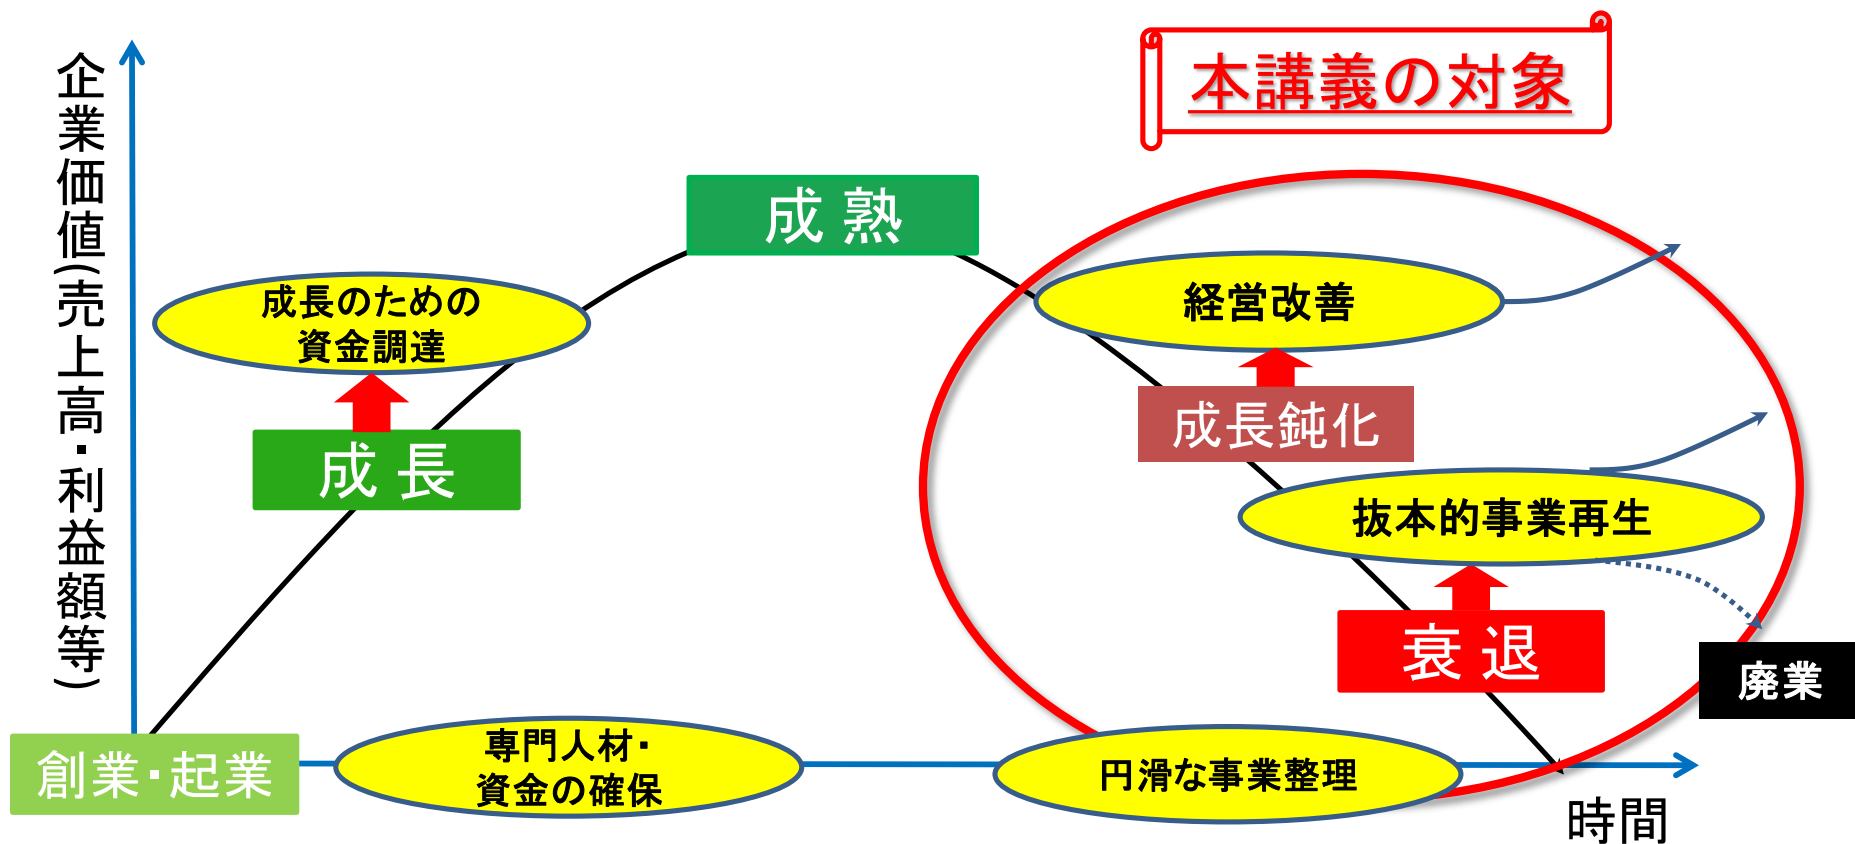 本講義の対象
企業価値(売上高・利益額等)
成 熟
成長のための
資金調達
経営改善
成長鈍化
成 長
抜本的事業再生
衰 退
廃業
創業・起業
専門人材・
資金の確保
円滑な事業整理
時間